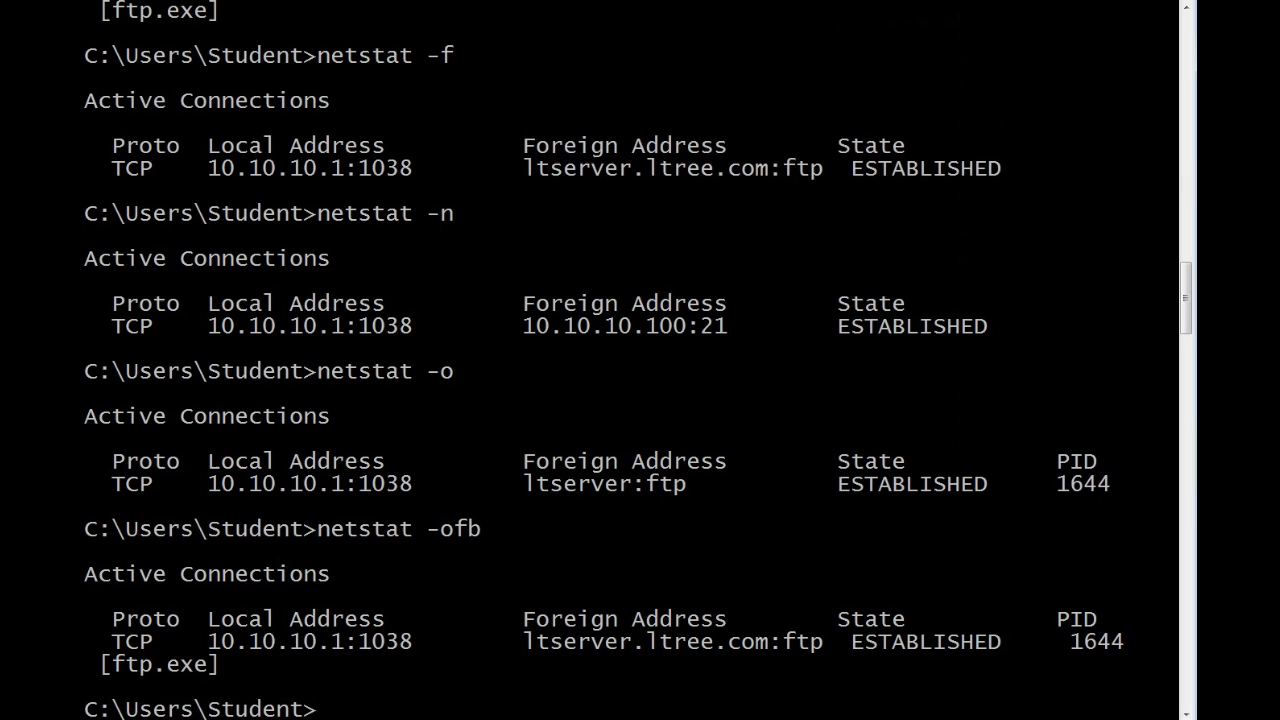 [ftp.exe]
C:\Users\Student>netstat -f
Active Connections
Proto Local Address Foreign Address State
TCP 10.10.10.1:1038 ltserver.ltree.com:ftp ESTABLISHED
C:\Users\Student>netstat -n
Active Connections
Proto Local Address Foreign Address State
TCP 10.10.10.1:1038 10.10.10.100:21 ESTABLISHED
C:\Users\Student>netstat -o
Active Connections
Proto Local Address Foreign Address State PID
TCP 10.10.10.1:1038 ltserver:ftp ESTABLISHED 1644
C:\Users\Student>netstat -ofb
Active Connections
Proto Local Address Foreign Address State PID
TCP 10.10.10.1:1038 ltserver.ltree.com:ftp ESTABLISHED 1644
[ftp.exe]
C:\Users\Student>